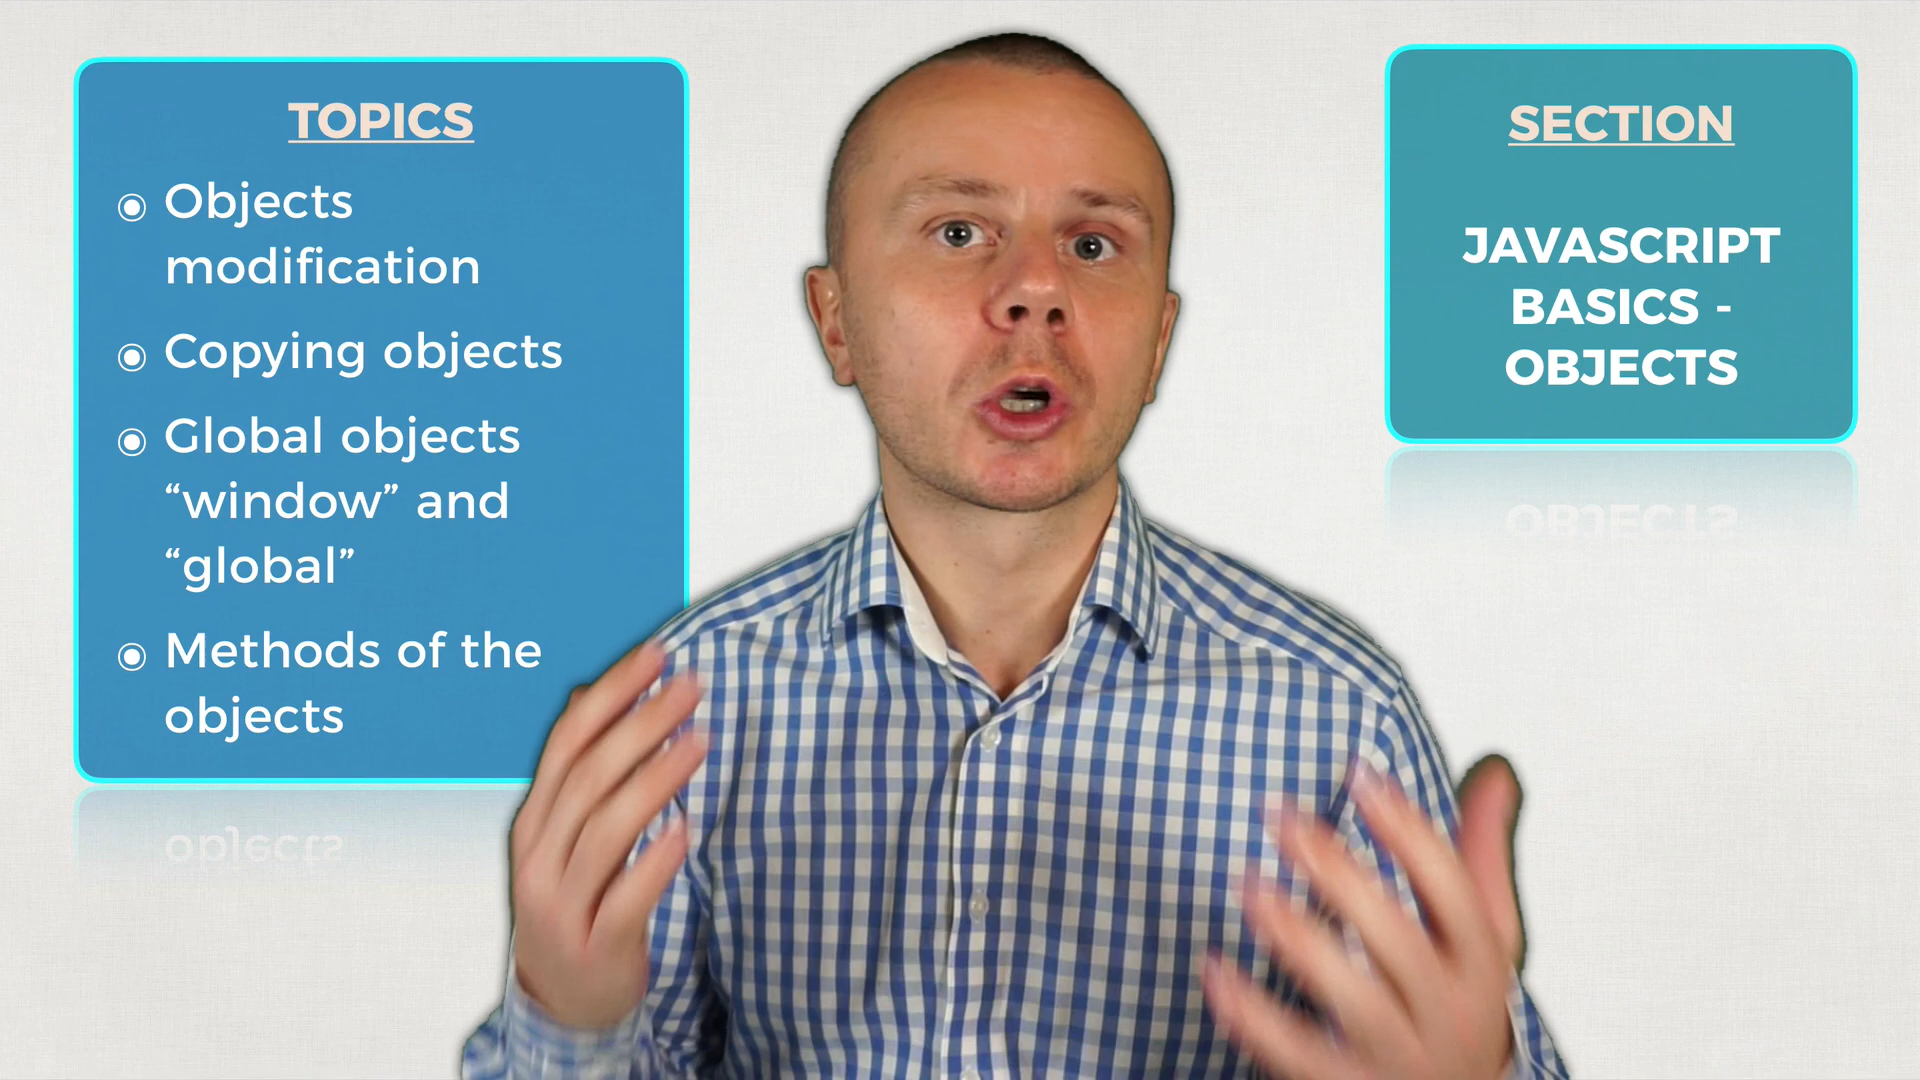 TOPICS
Objects
modification
Copying objects
Global objects
“window” and
“global”
Methods of the
objects
SECTION
JAVASCRIPT
BASICS -
OBJECTS